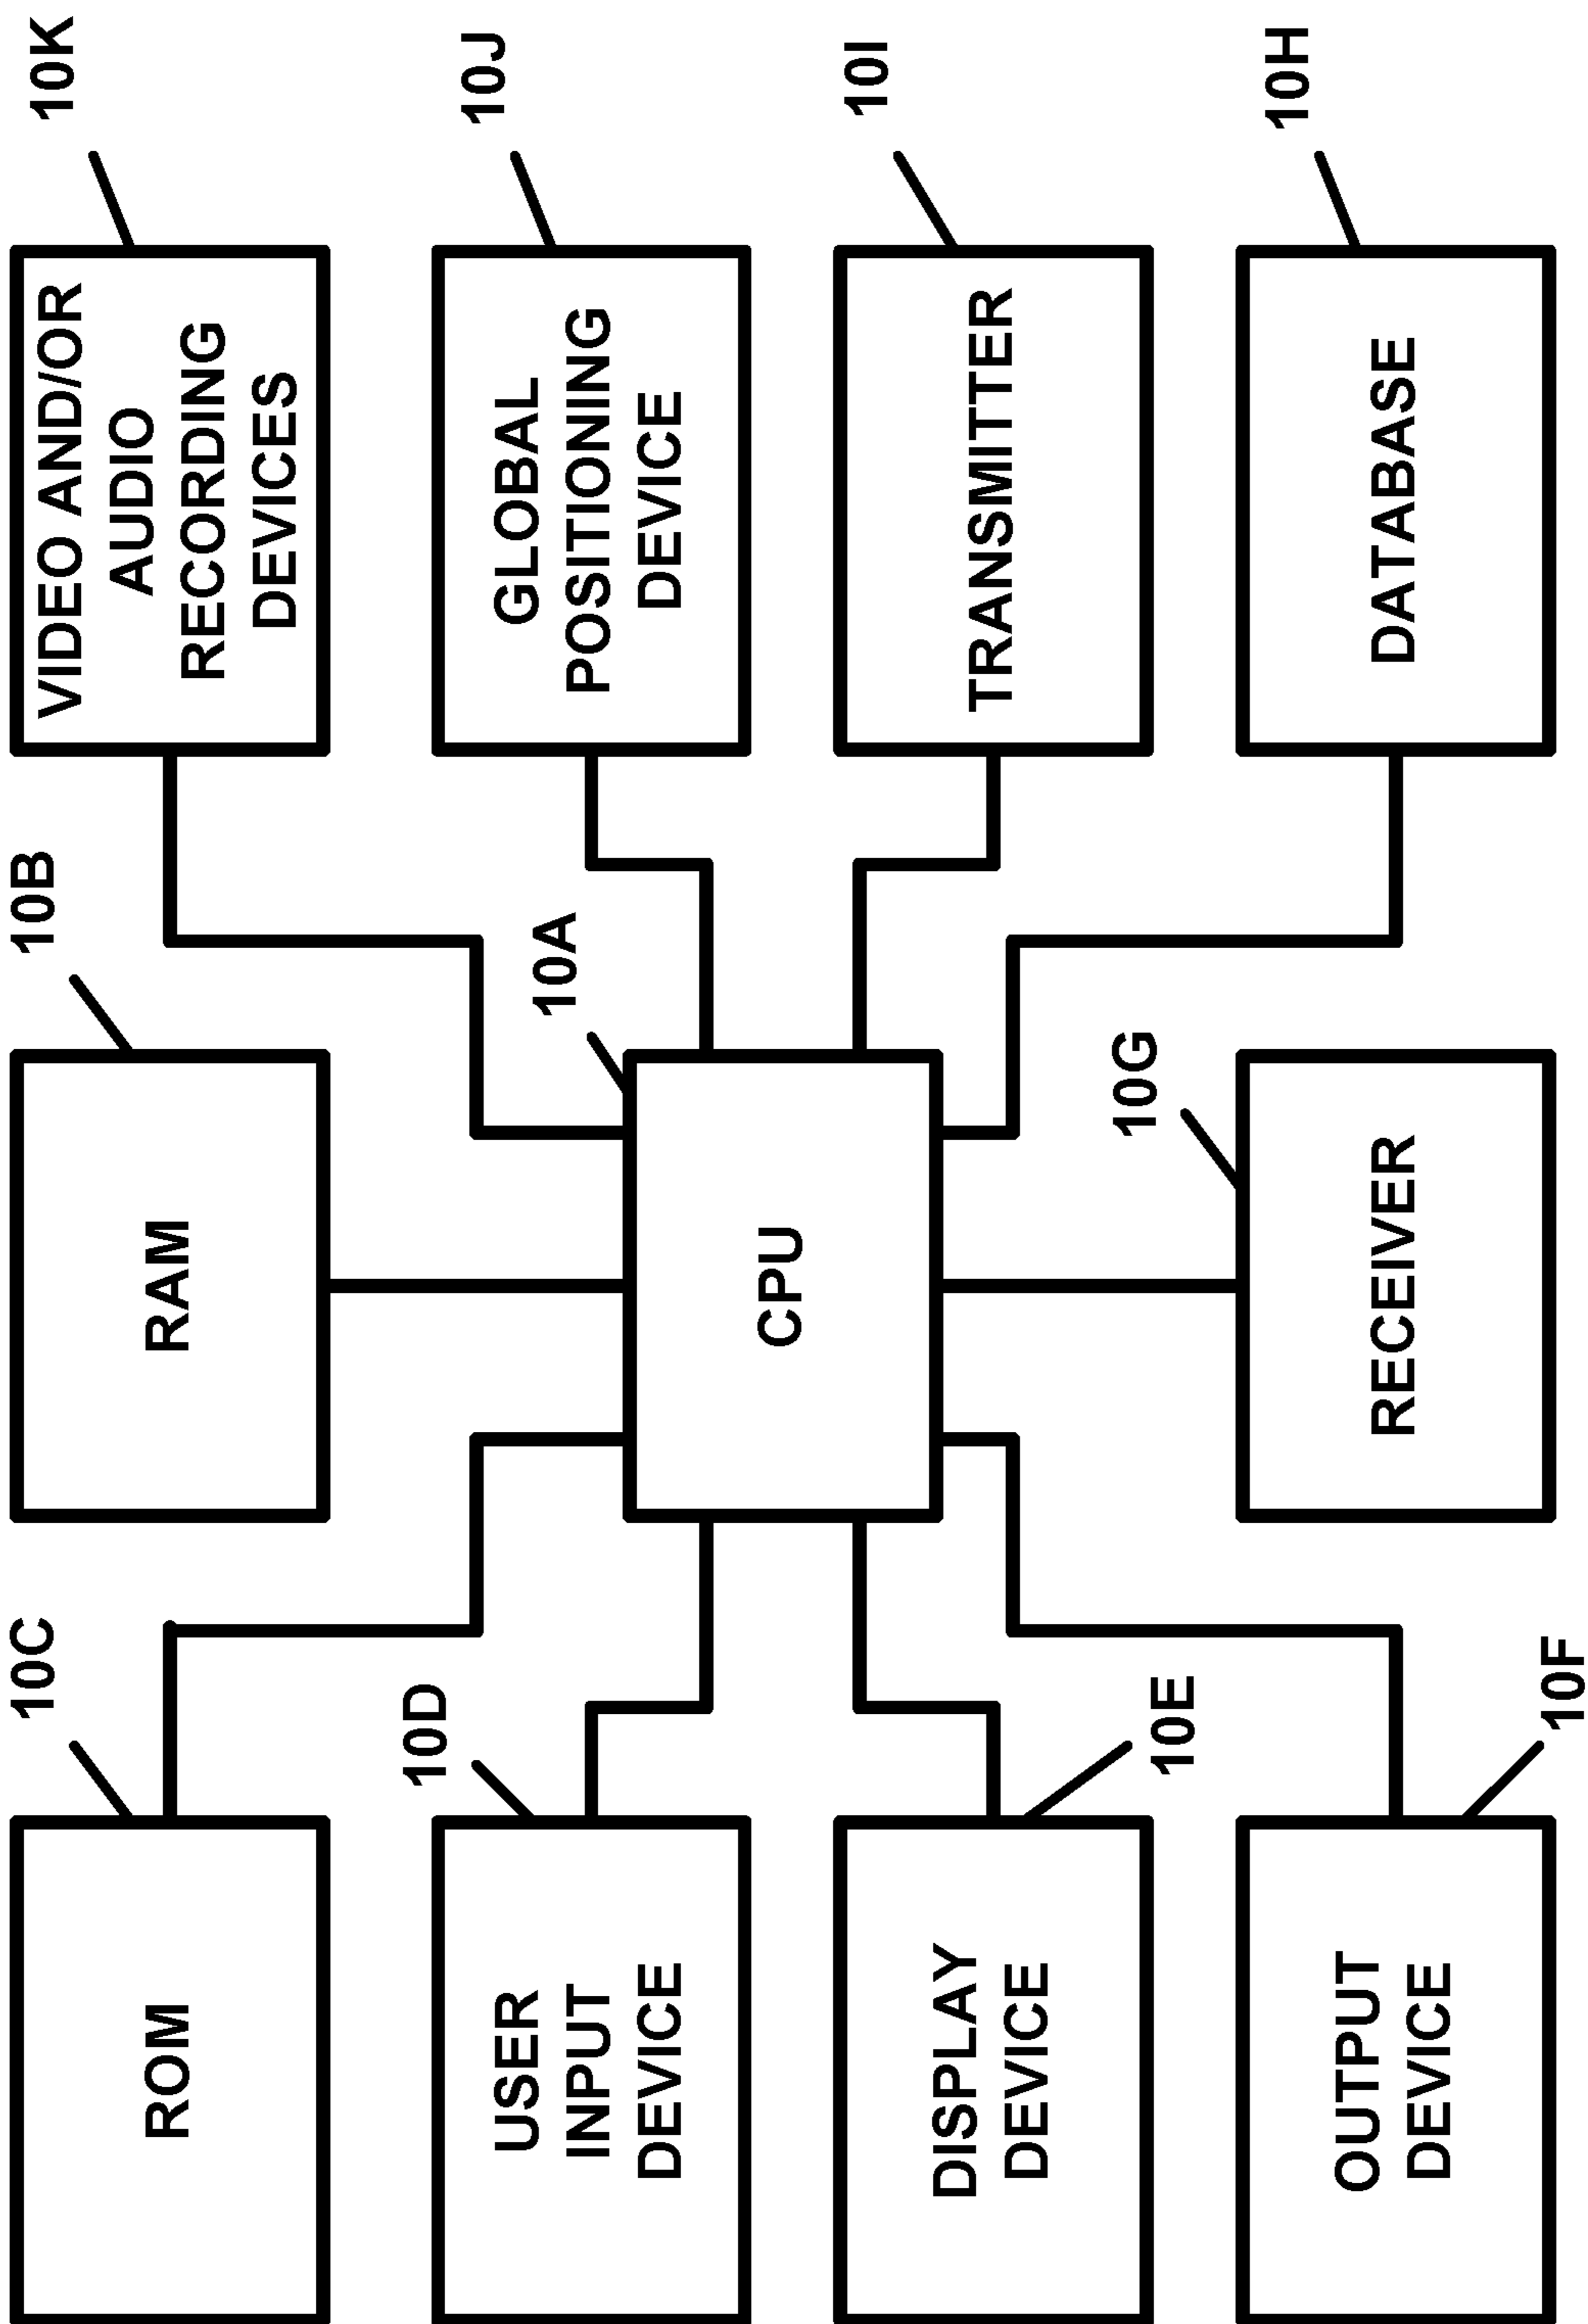 10C
ROM
10B
RAM
10K
VIDEO AND/OR
AUDIO
RECORDING
DEVICES
10D
USER
INPUT
DEVICE
10A
CPU
10J
GLOBAL
POSITIONING
DEVICE
10E
DISPLAY
DEVICE
10I
TRANSMITTER
10F
OUTPUT
DEVICE
10G
RECEIVER
10H
DATABASE